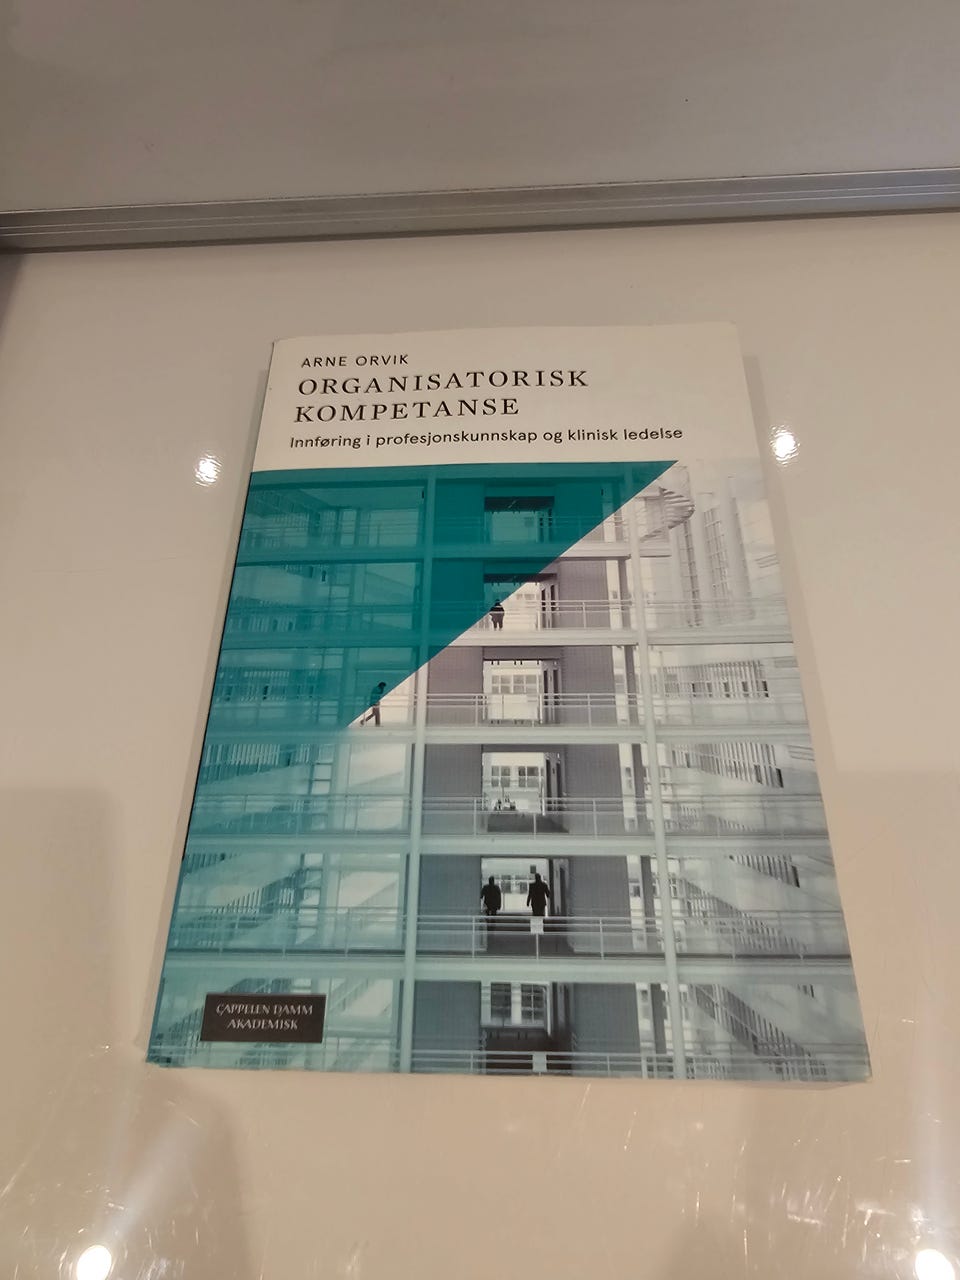 ARNE ORVIK
ORGANISATORISK
KOMPETANSE
Innføring i profesjonskunnskap og klinisk ledelse
CAPPELEN DAMM
AKADEMISK